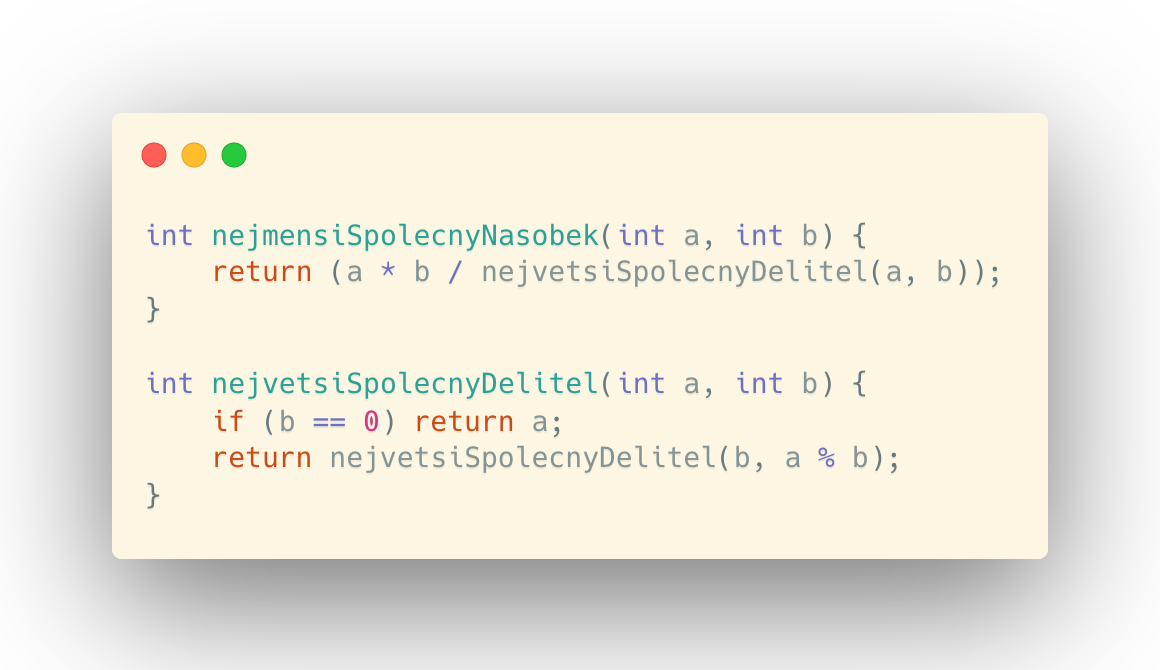 int nejmensiSpolecnyNasobek(int a, int b) {
    return (a * b / nejvetsiSpolecnyDelitel(a, b));
}

int nejvetsiSpolecnyDelitel(int a, int b) {
    if (b == 0) return a;
    return nejvetsiSpolecnyDelitel(b, a % b);
}